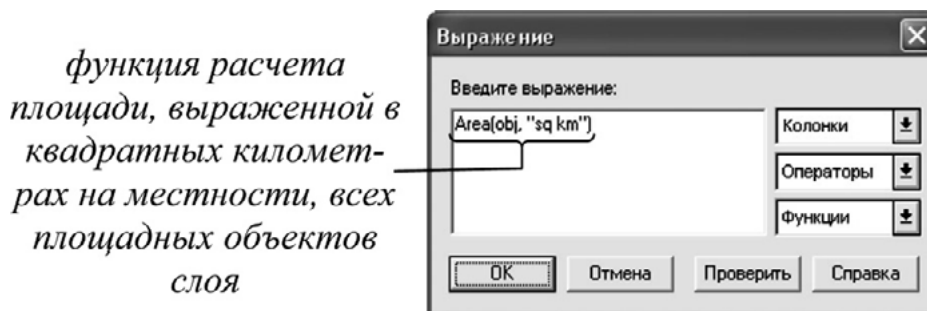 функция расчета
площади, выраженной в
квадратных километ-
рах на местности, всех
площадных объектов
слоя
Выражение
Введите выражение:
Area(obj, "sq km")
Колонки
Операторы
Функции
OK
Отмена
Проверить
Справка